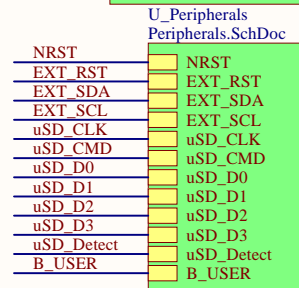 U_Peripherals
Peripherals.SchDoc
NRST NRST
EXT_RST EXT_RST
EXT_SDA EXT_SDA
EXT_SCL EXT_SCL
uSD_CLK uSD_CLK
uSD_CMD uSD_CMD
uSD_D0 uSD_D0
uSD_D1 uSD_D1
uSD_D2 uSD_D2
uSD_D3 uSD_D3
uSD_Detect uSD_Detect
B_USER B_USER